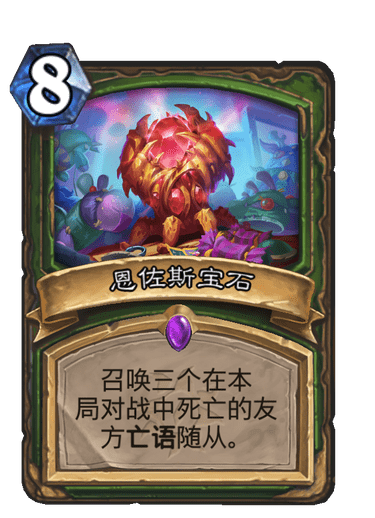 8
恩佐斯宝石
召唤三个在本
局对战中死亡的友
方亡语随从。